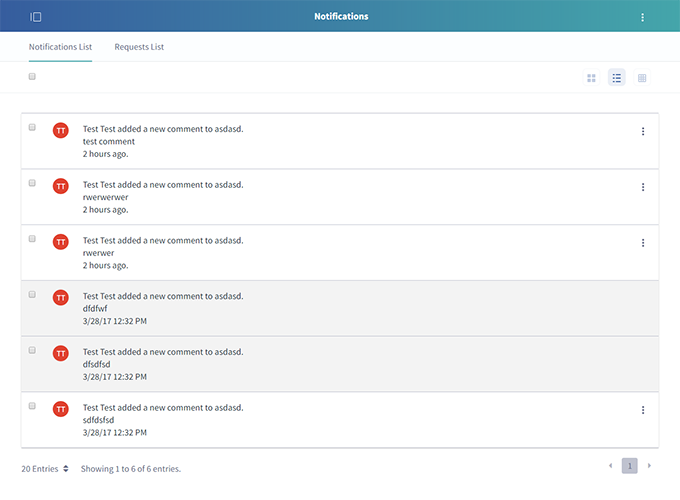 Notifications
Notifications List
Requests List
TT
Test Test added a new comment to asdasd.
test comment
2 hours ago.
TT
Test Test added a new comment to asdasd.
rwerwerwer
2 hours ago.
TT
Test Test added a new comment to asdasd.
rwerwer
2 hours ago.
TT
Test Test added a new comment to asdasd.
dfdfwf
3/28/17 12:32 PM
TT
Test Test added a new comment to asdasd.
dfsdfsd
3/28/17 12:32 PM
TT
Test Test added a new comment to asdasd.
sdfdsfsd
3/28/17 12:32 PM
20 Entries
Showing 1 to 6 of 6 entries.
1